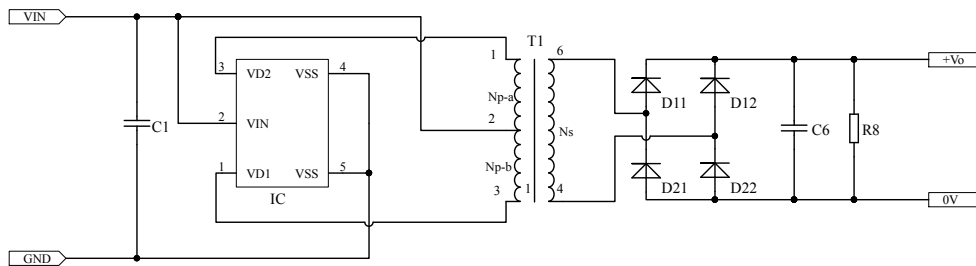 VIN
T1
1
6
+Vo
3
VD2
VSS
4
D11
D12
Np-a
C1
2
VIN
2
Ns
C6
R8
Np-b
1
VD1
VSS
5
D21
D22
IC
3
1
4
0V
GND